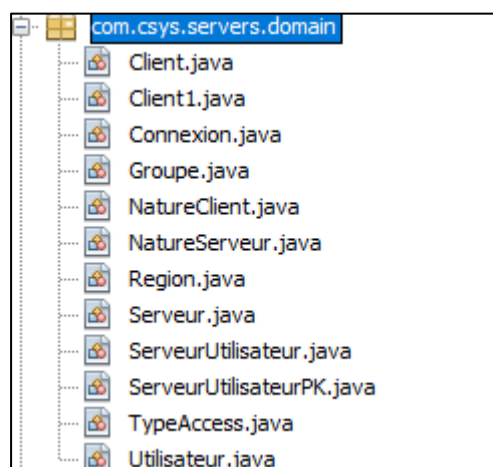 com.csys.servers.domain
Client.java
Client1.java
Connexion.java
Groupe.java
NatureClient.java
NatureServeur.java
Region.java
Serveur.java
ServeurUtilisateur.java
ServeurUtilisateurPK.java
TypeAccess.java
Utilisateur.java